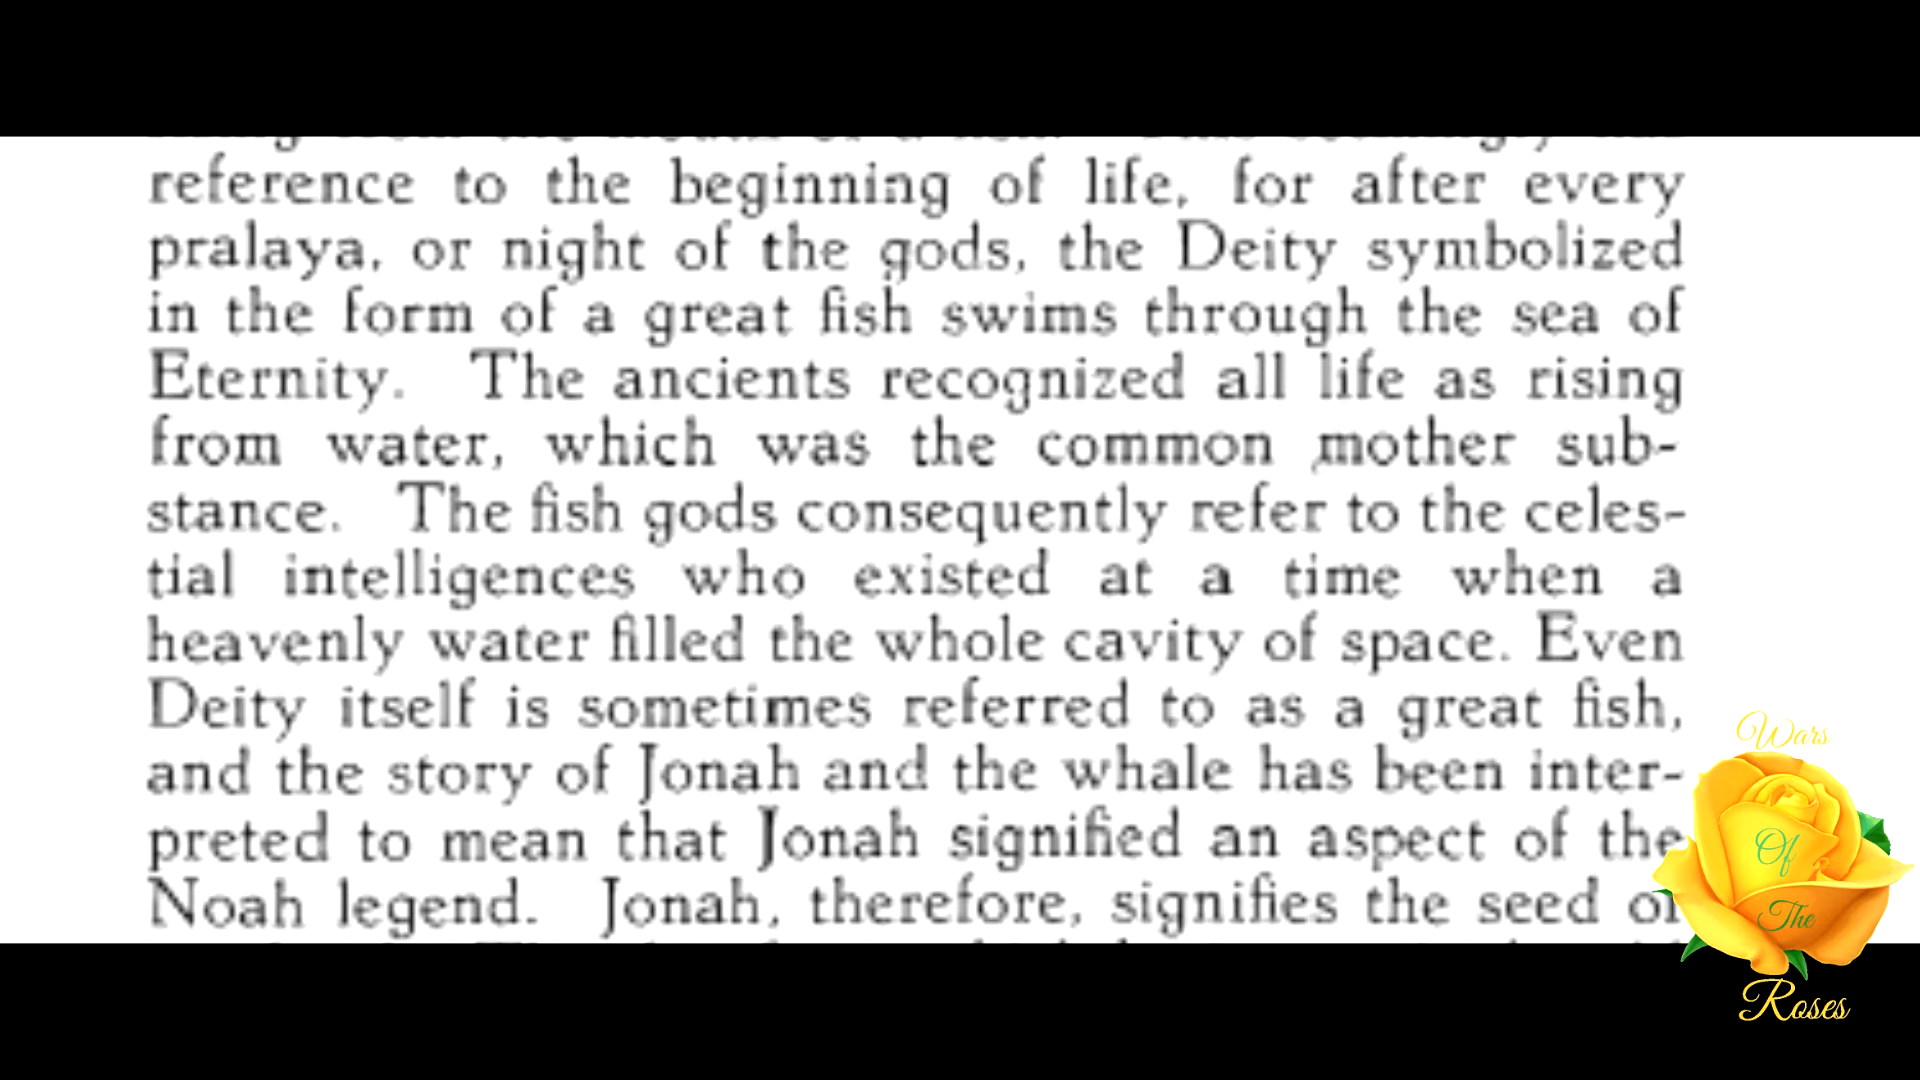 reference to the beginning of life, for after every
pralaya, or night of the gods, the Deity symbolized
in the form of a great fish swims through the sea of
Eternity. The ancients recognized all life as rising
from water, which was the common mother sub-
stance. The fish gods consequently refer to the celes-
tial intelligences who existed at a time when a
heavenly water filled the whole cavity of space. Even
Deity itself is sometimes referred to as a great fish,
and the story of Jonah and the whale has been inter-
preted to mean that Jonah signified an aspect of the
Noah legend. Jonah, therefore, signifies the seed of
Wars
Of
The
Roses